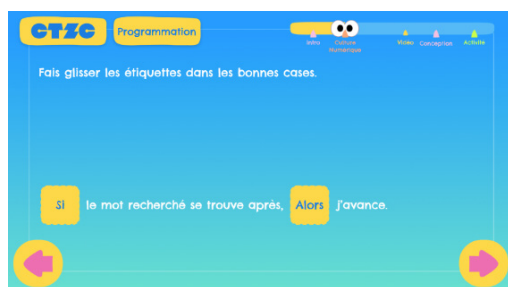 CTZC Programmation
Intro Culture Numérique Vidéo Conception Activité
Fais glisser les étiquettes dans les bonnes cases.
Si le mot recherché se trouve après, Alors j'avance.